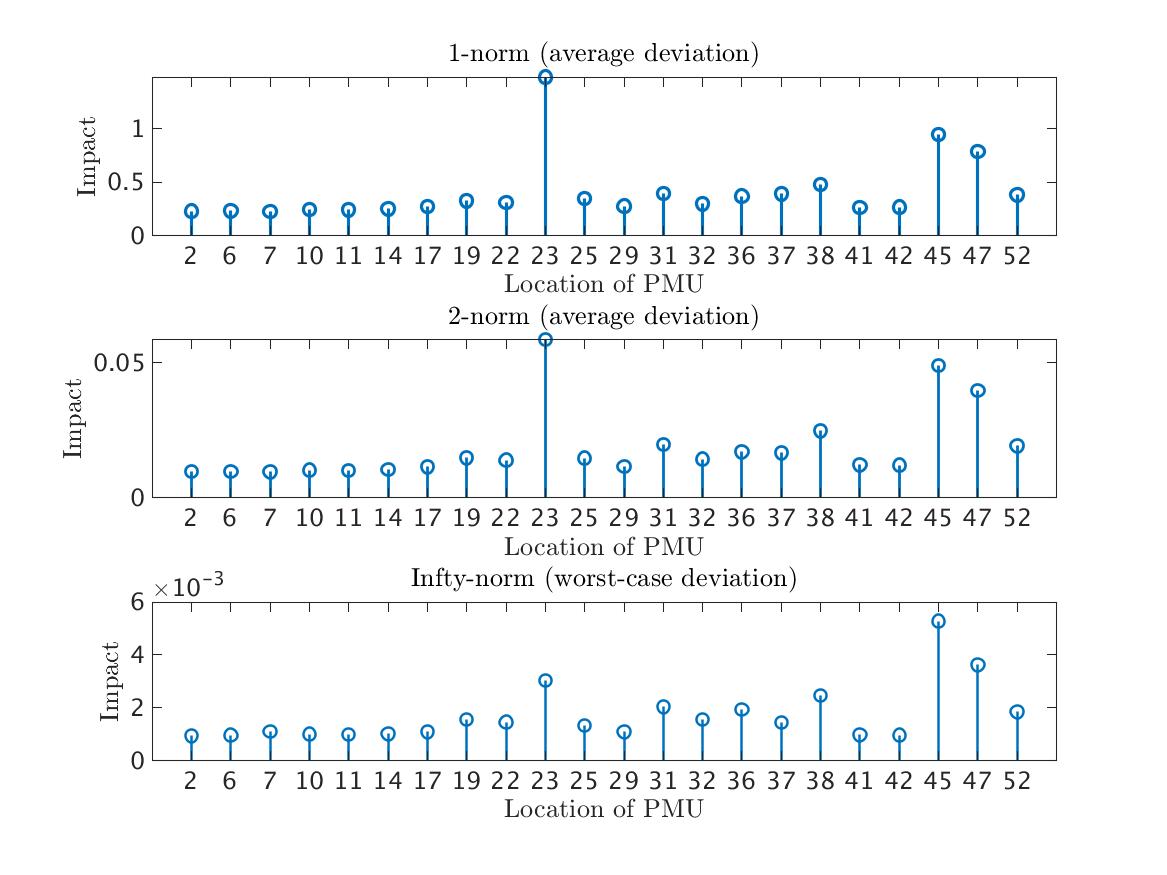 1-norm (average deviation)
Impact
1
0.5
0
2 6 7 10 11 14 17 19 22 23 25 29 31 32 36 37 38 41 42 45 47 52
Location of PMU
2-norm (average deviation)
Impact
0.05
0
2 6 7 10 11 14 17 19 22 23 25 29 31 32 36 37 38 41 42 45 47 52
Location of PMU
Infty-norm (worst-case deviation)
×10⁻³
Impact
6
4
2
0
2 6 7 10 11 14 17 19 22 23 25 29 31 32 36 37 38 41 42 45 47 52
Location of PMU